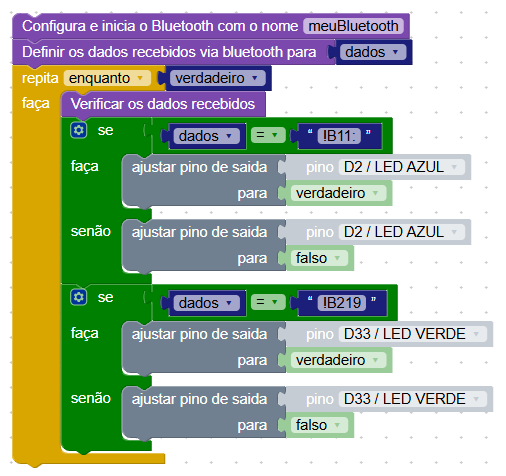 Configura e inicia o Bluetooth com o nome meuBluetooth
Definir os dados recebidos via bluetooth para dados
repita enquanto verdadeiro
faça Verificar os dados recebidos
se dados = “ !B11: ”
faça ajustar pino de saida pino D2 / LED AZUL
para verdadeiro
senão ajustar pino de saida pino D2 / LED AZUL
para falso
se dados = “ !B219 ”
faça ajustar pino de saida pino D33 / LED VERDE
para verdadeiro
senão ajustar pino de saida pino D33 / LED VERDE
para falso